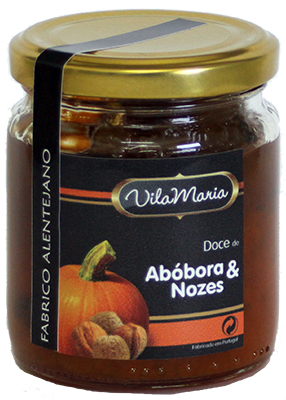 FABRICO ALENTEJANO
VilaMaria
Doce de
Abóbora &
Nozes
Fabricado em Portugal